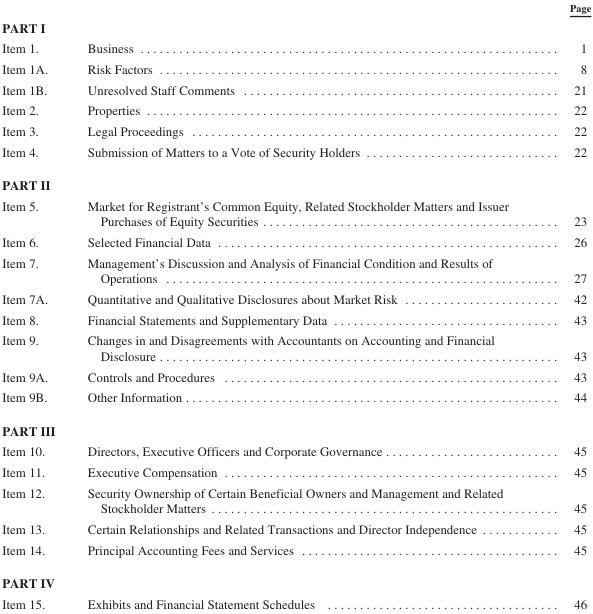 Page
PART I
Item 1. Business . . . . . . . . . . . . . . . . . . . . . . . . . . . . . . . . . . . . . . . . 1
Item 1A. Risk Factors . . . . . . . . . . . . . . . . . . . . . . . . . . . . . . . . . . . . . . . . 8
Item 1B. Unresolved Staff Comments . . . . . . . . . . . . . . . . . . . . . . . . . . . . . . . . 21
Item 2. Properties . . . . . . . . . . . . . . . . . . . . . . . . . . . . . . . . . . . . . . . . 22
Item 3. Legal Proceedings . . . . . . . . . . . . . . . . . . . . . . . . . . . . . . . . . . . . 22
Item 4. Submission of Matters to a Vote of Security Holders . . . . . . . . . . . . . . . . . . . . 22
PART II
Item 5. Market for Registrant’s Common Equity, Related Stockholder Matters and Issuer
Purchases of Equity Securities . . . . . . . . . . . . . . . . . . . . . . . . . . . . . . 23
Item 6. Selected Financial Data . . . . . . . . . . . . . . . . . . . . . . . . . . . . . . . . . . 26
Item 7. Management’s Discussion and Analysis of Financial Condition and Results of
Operations . . . . . . . . . . . . . . . . . . . . . . . . . . . . . . . . . . . . . . . . 27
Item 7A. Quantitative and Qualitative Disclosures about Market Risk . . . . . . . . . . . . . . . . 42
Item 8. Financial Statements and Supplementary Data . . . . . . . . . . . . . . . . . . . . . . . . 43
Item 9. Changes in and Disagreements with Accountants on Accounting and Financial
Disclosure . . . . . . . . . . . . . . . . . . . . . . . . . . . . . . . . . . . . . . . . 43
Item 9A. Controls and Procedures . . . . . . . . . . . . . . . . . . . . . . . . . . . . . . . . . . 43
Item 9B. Other Information . . . . . . . . . . . . . . . . . . . . . . . . . . . . . . . . . . . . 44
PART III
Item 10. Directors, Executive Officers and Corporate Governance . . . . . . . . . . . . . . . . . . 45
Item 11. Executive Compensation . . . . . . . . . . . . . . . . . . . . . . . . . . . . . . . . . . 45
Item 12. Security Ownership of Certain Beneficial Owners and Management and Related
Stockholder Matters . . . . . . . . . . . . . . . . . . . . . . . . . . . . . . . . . . . . 45
Item 13. Certain Relationships and Related Transactions and Director Independence . . . . . . . . 45
Item 14. Principal Accounting Fees and Services . . . . . . . . . . . . . . . . . . . . . . . . . . 45
PART IV
Item 15. Exhibits and Financial Statement Schedules . . . . . . . . . . . . . . . . . . . . . . . . 46